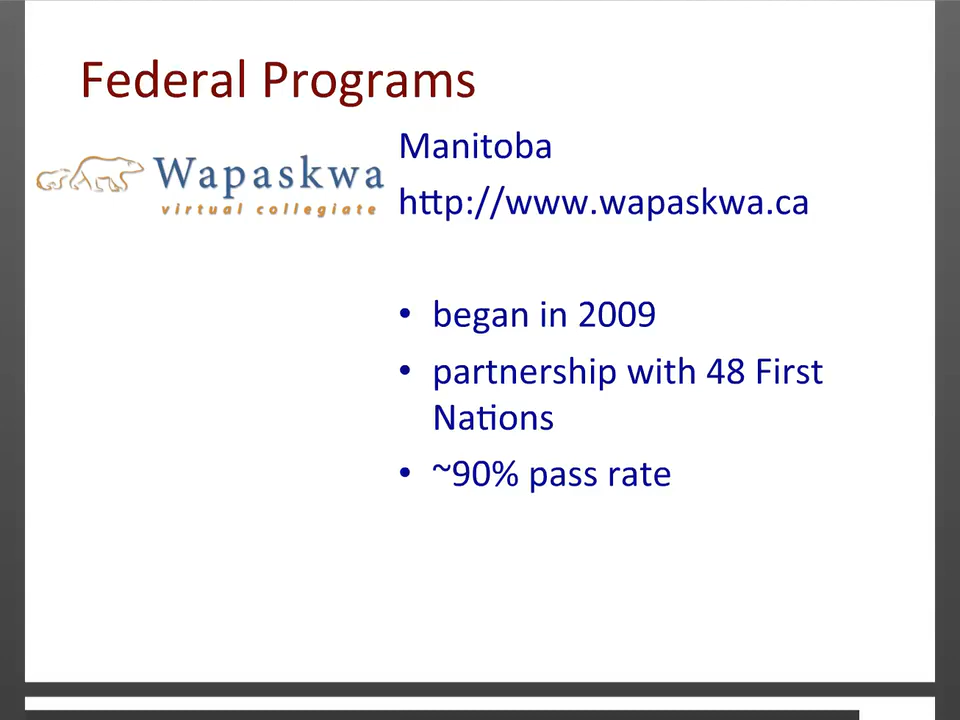 Federal Programs
Wapaskwa
virtual collegiate
Manitoba
http://www.wapaskwa.ca
• began in 2009
• partnership with 48 First
Nations
• ~90% pass rate